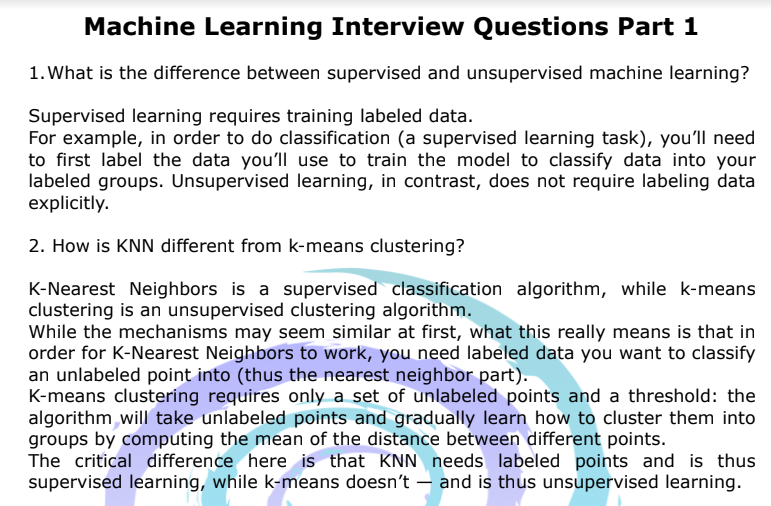 Machine Learning Interview Questions Part 1
1. What is the difference between supervised and unsupervised machine learning?
Supervised learning requires training labeled data.
For example, in order to do classification (a supervised learning task), you’ll need
to first label the data you’ll use to train the model to classify data into your
labeled groups. Unsupervised learning, in contrast, does not require labeling data
explicitly.
2. How is KNN different from k-means clustering?
K-Nearest Neighbors is a supervised classification algorithm, while k-means
clustering is an unsupervised clustering algorithm.
While the mechanisms may seem similar at first, what this really means is that in
order for K-Nearest Neighbors to work, you need labeled data you want to classify
an unlabeled point into (thus the nearest neighbor part).
K-means clustering requires only a set of unlabeled points and a threshold: the
algorithm will take unlabeled points and gradually learn how to cluster them into
groups by computing the mean of the distance between different points.
The critical difference here is that KNN needs labeled points and is thus
supervised learning, while k-means doesn’t — and is thus unsupervised learning.